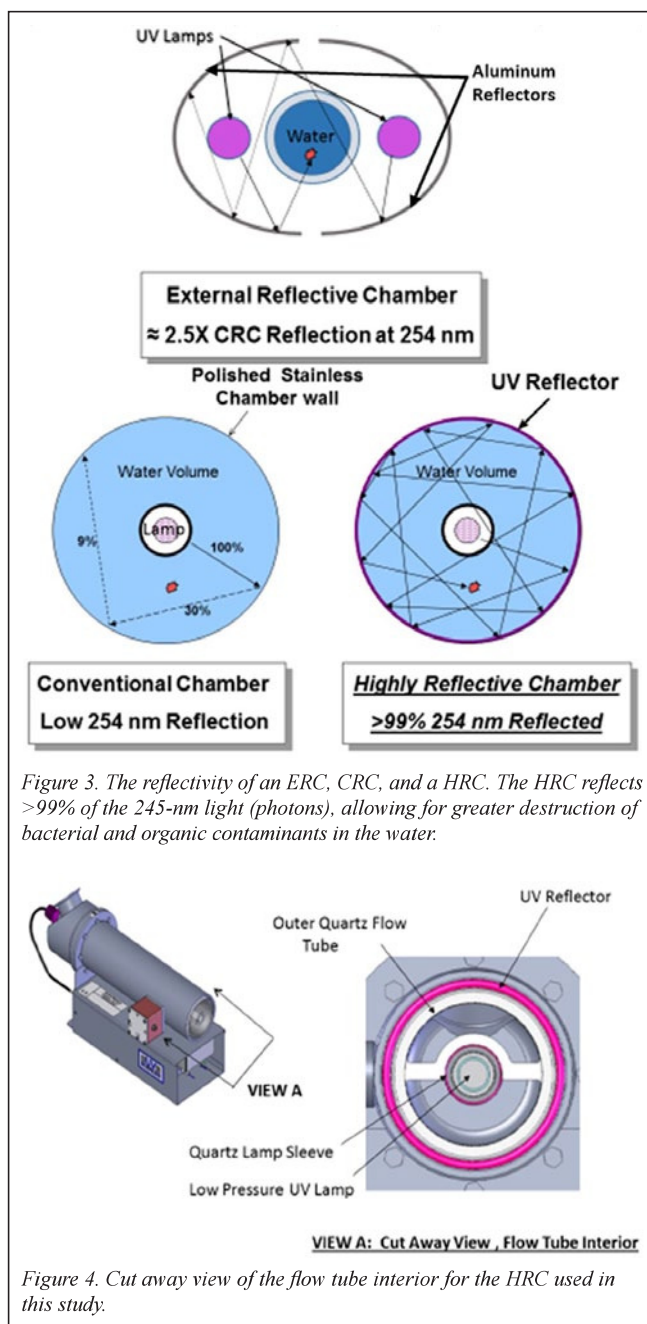 UV Lamps
Aluminum
Reflectors
Water
External Reflective Chamber
≈ 2.5X CRC Reflection at 254 nm
Polished Stainless
Chamber wall
UV Reflector
Water Volume
Lamp
9%
100%
30%
Water Volume
Conventional Chamber
Low 254 nm Reflection
Highly Reflective Chamber
>99% 254 nm Reflected
Figure 3. The reflectivity of an ERC, CRC, and a HRC. The HRC reflects
>99% of the 245-nm light (photons), allowing for greater destruction of
bacterial and organic contaminants in the water.
UV Reflector
Outer Quartz Flow
Tube
VIEW A
Quartz Lamp Sleeve
Low Pressure UV Lamp
VIEW A: Cut Away View , Flow Tube Interior
Figure 4. Cut away view of the flow tube interior for the HRC used in
this study.